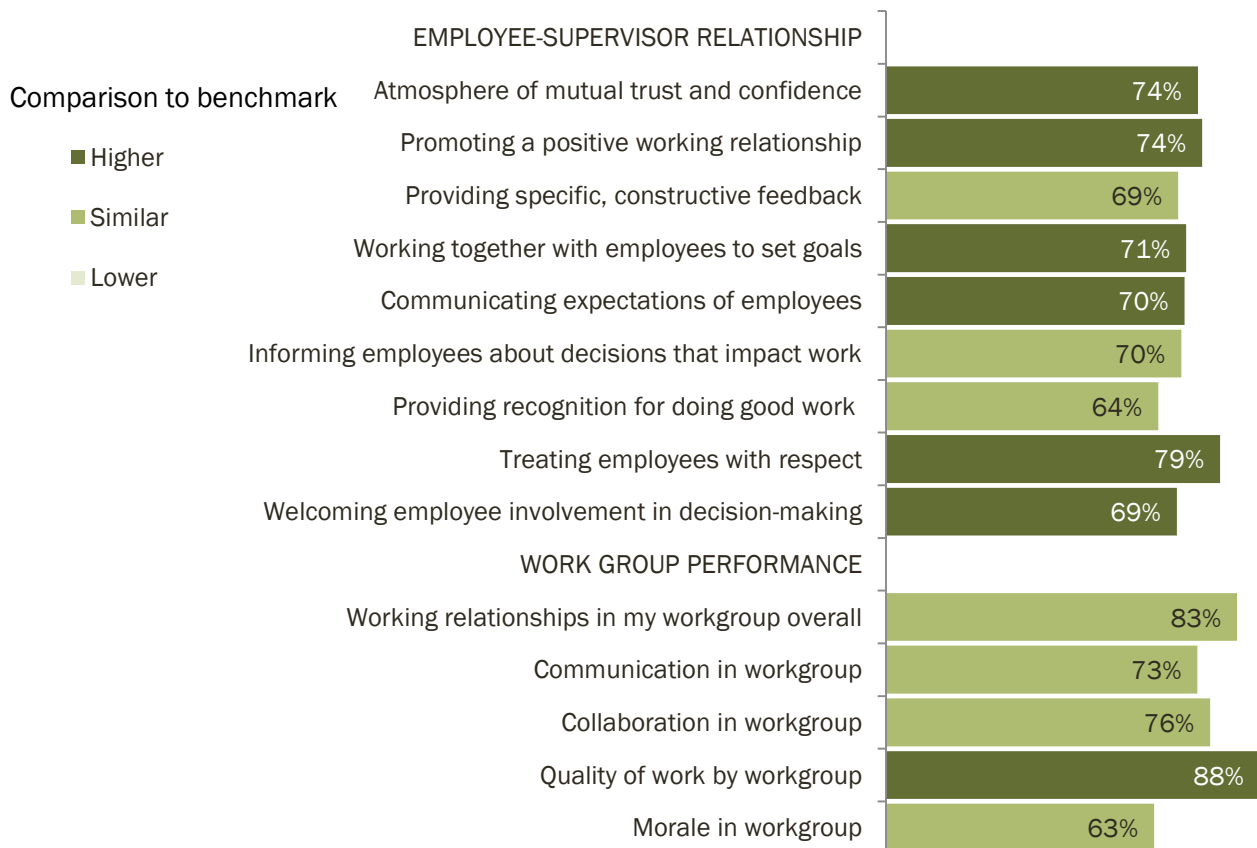 EMPLOYEE-SUPERVISOR RELATIONSHIP
Comparison to benchmark
Higher
Similar
Lower
Atmosphere of mutual trust and confidence 74%
Promoting a positive working relationship 74%
Providing specific, constructive feedback 69%
Working together with employees to set goals 71%
Communicating expectations of employees 70%
Informing employees about decisions that impact work 70%
Providing recognition for doing good work 64%
Treating employees with respect 79%
Welcoming employee involvement in decision-making 69%
WORK GROUP PERFORMANCE
Working relationships in my workgroup overall 83%
Communication in workgroup 73%
Collaboration in workgroup 76%
Quality of work by workgroup 88%
Morale in workgroup 63%